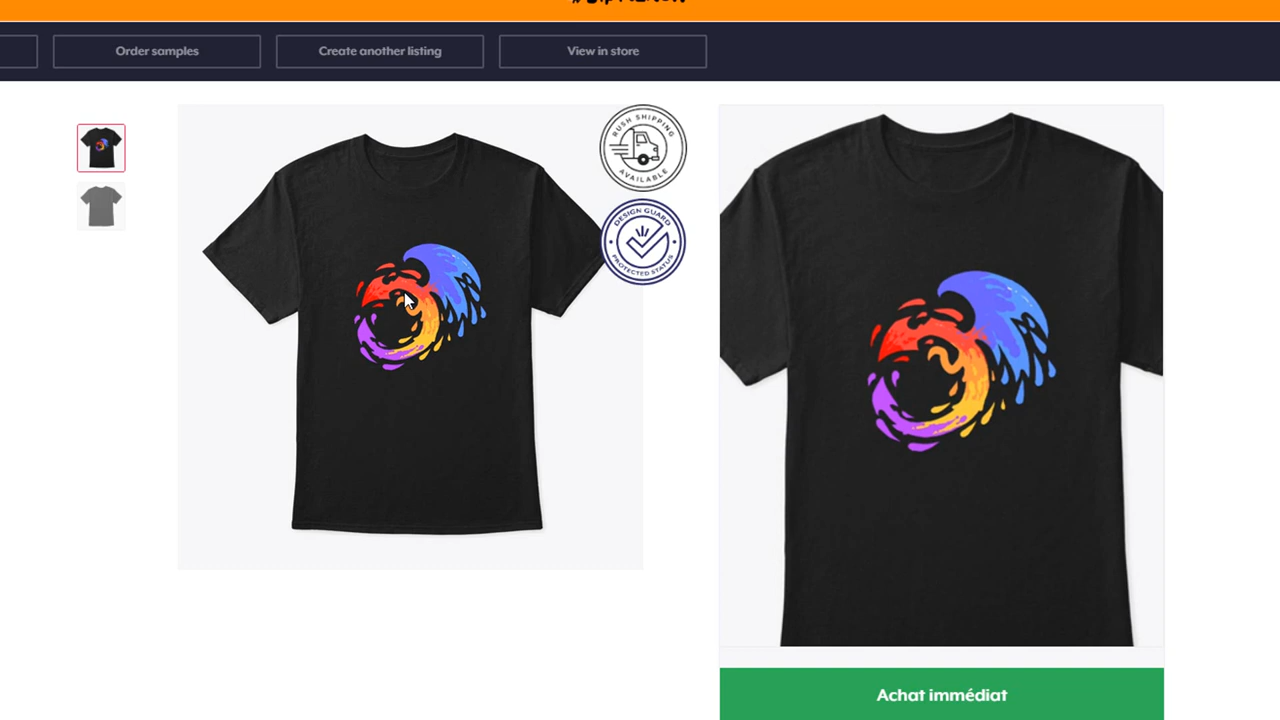 Order samples
Create another listing
View in store
RUSH SHIPPING
AVAILABLE
DESIGN GUARD
PROTECTED STATUS
Achat immédiat